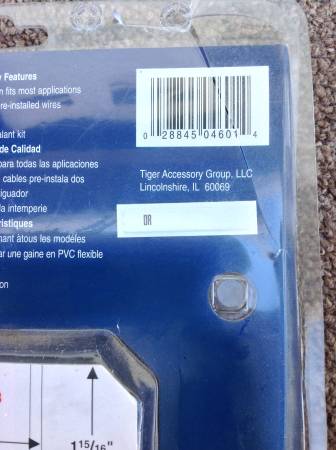 y Features
n fits most applications
re-installed wires
alant kit
de Calidad
para todas las aplicaciones
cables pre-instala dos
iguador
la intemperie
ristiques
nant àtous les modéles
ar une gaine en PVC flexible
on
0 28845 04601 4
Tiger Accessory Group, LLC
Lincolnshire, IL 60069
OR
1 15/16"